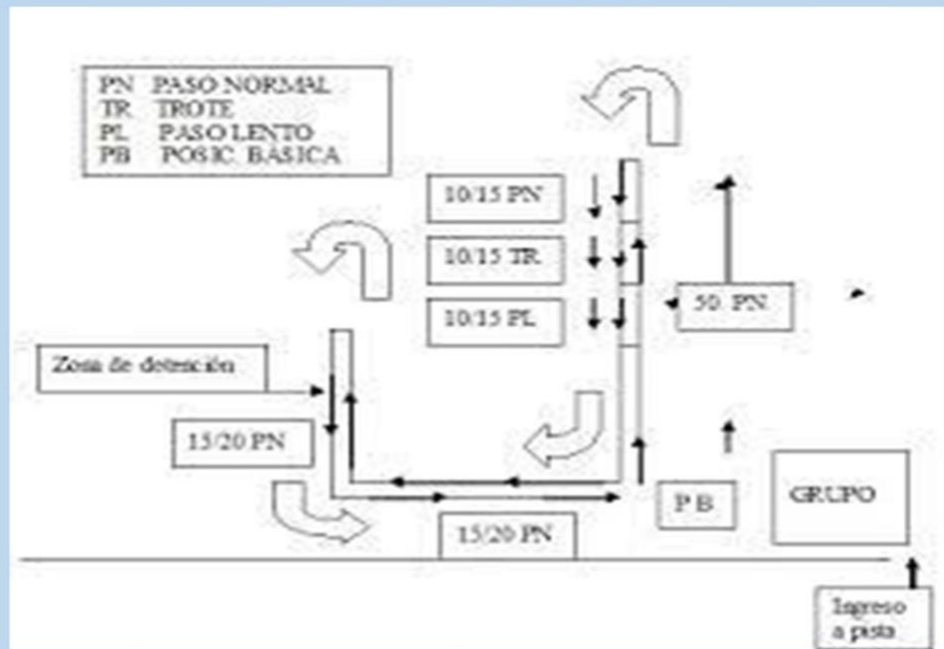 PN PASO NORMAL
TR TROTE
PL PASO LENTO
PB POSIC. BÁSICA
10/15 PN
10/15 TR
10/15 PL
50 PN
Zona de detención
15/20 PN
15/20 PN
P B
GRUPO
Ingreso
a pista